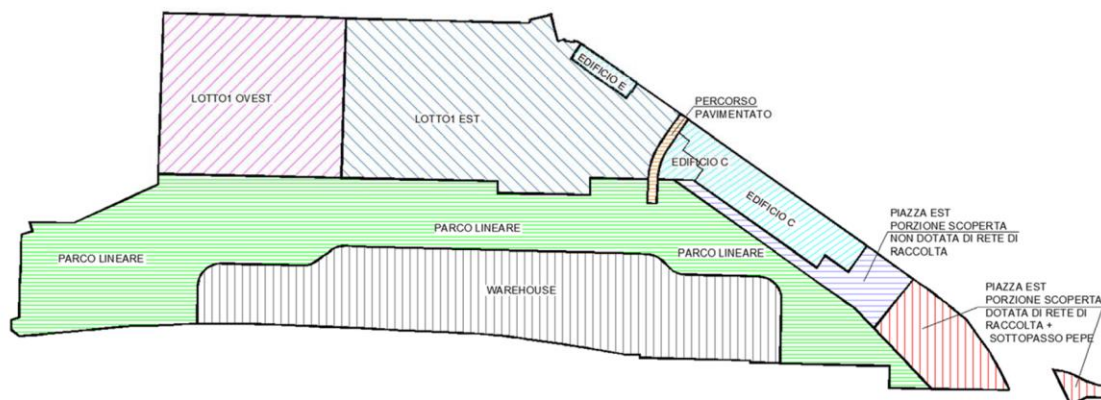 EDIFICIO E
LOTTO1 OVEST
PERCORSO
PAVIMENTATO
LOTTO1 EST
EDIFICIO C
EDIFICIO C
PIAZZA EST
PORZIONE SCOPERTA
NON DOTATA DI RETE DI
RACCOLTA
PARCO LINEARE
PARCO LINEARE
PARCO LINEARE
WAREHOUSE
PIAZZA EST
PORZIONE SCOPERTA
DOTATA DI RETE DI
RACCOLTA +
SOTTOPASSO PEPE